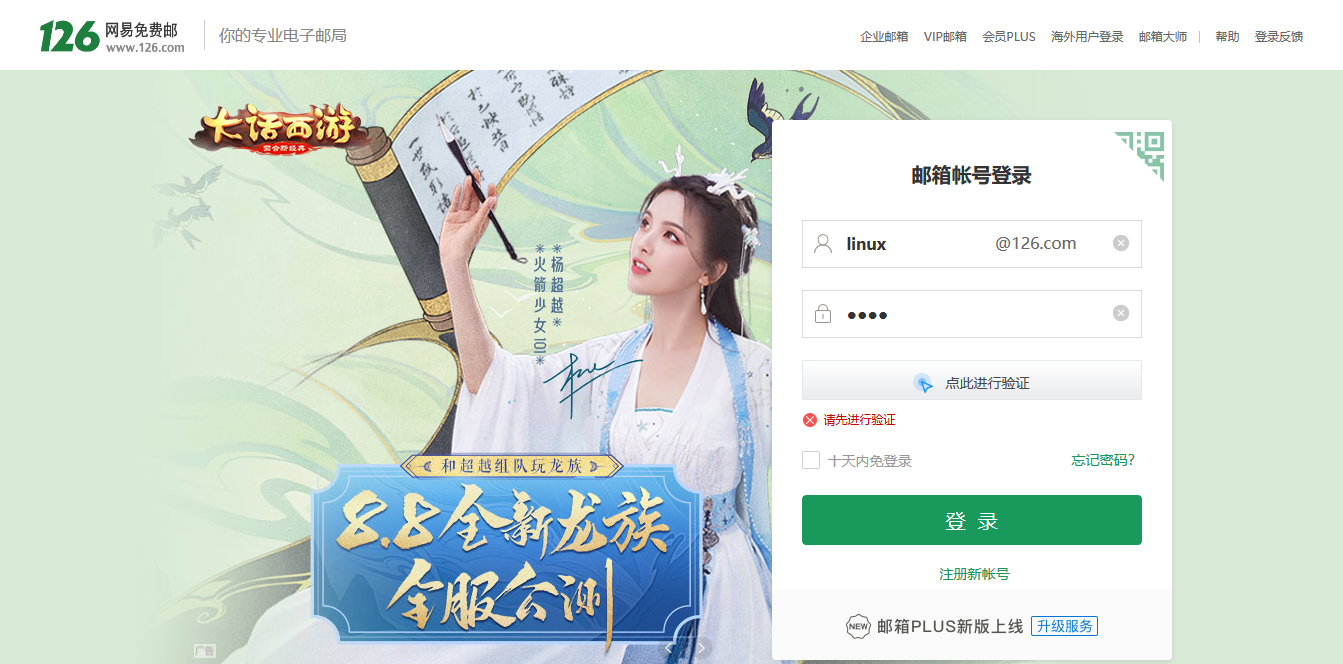 126 网易免费邮
www.126.com
你的专业电子邮局
企业邮箱 VIP邮箱 会员PLUS 海外用户登录 邮箱大师 | 帮助 登录反馈
大话西游
杨超越
火箭少女101
和超越组队玩龙族
8.8全新龙族
全服公测
广告
邮箱帐号登录
linux @126.com
●●●●
点此进行验证
请先进行验证
十天内免登录 忘记密码?
登 录
注册新帐号
NEW 邮箱PLUS新版上线 升级服务